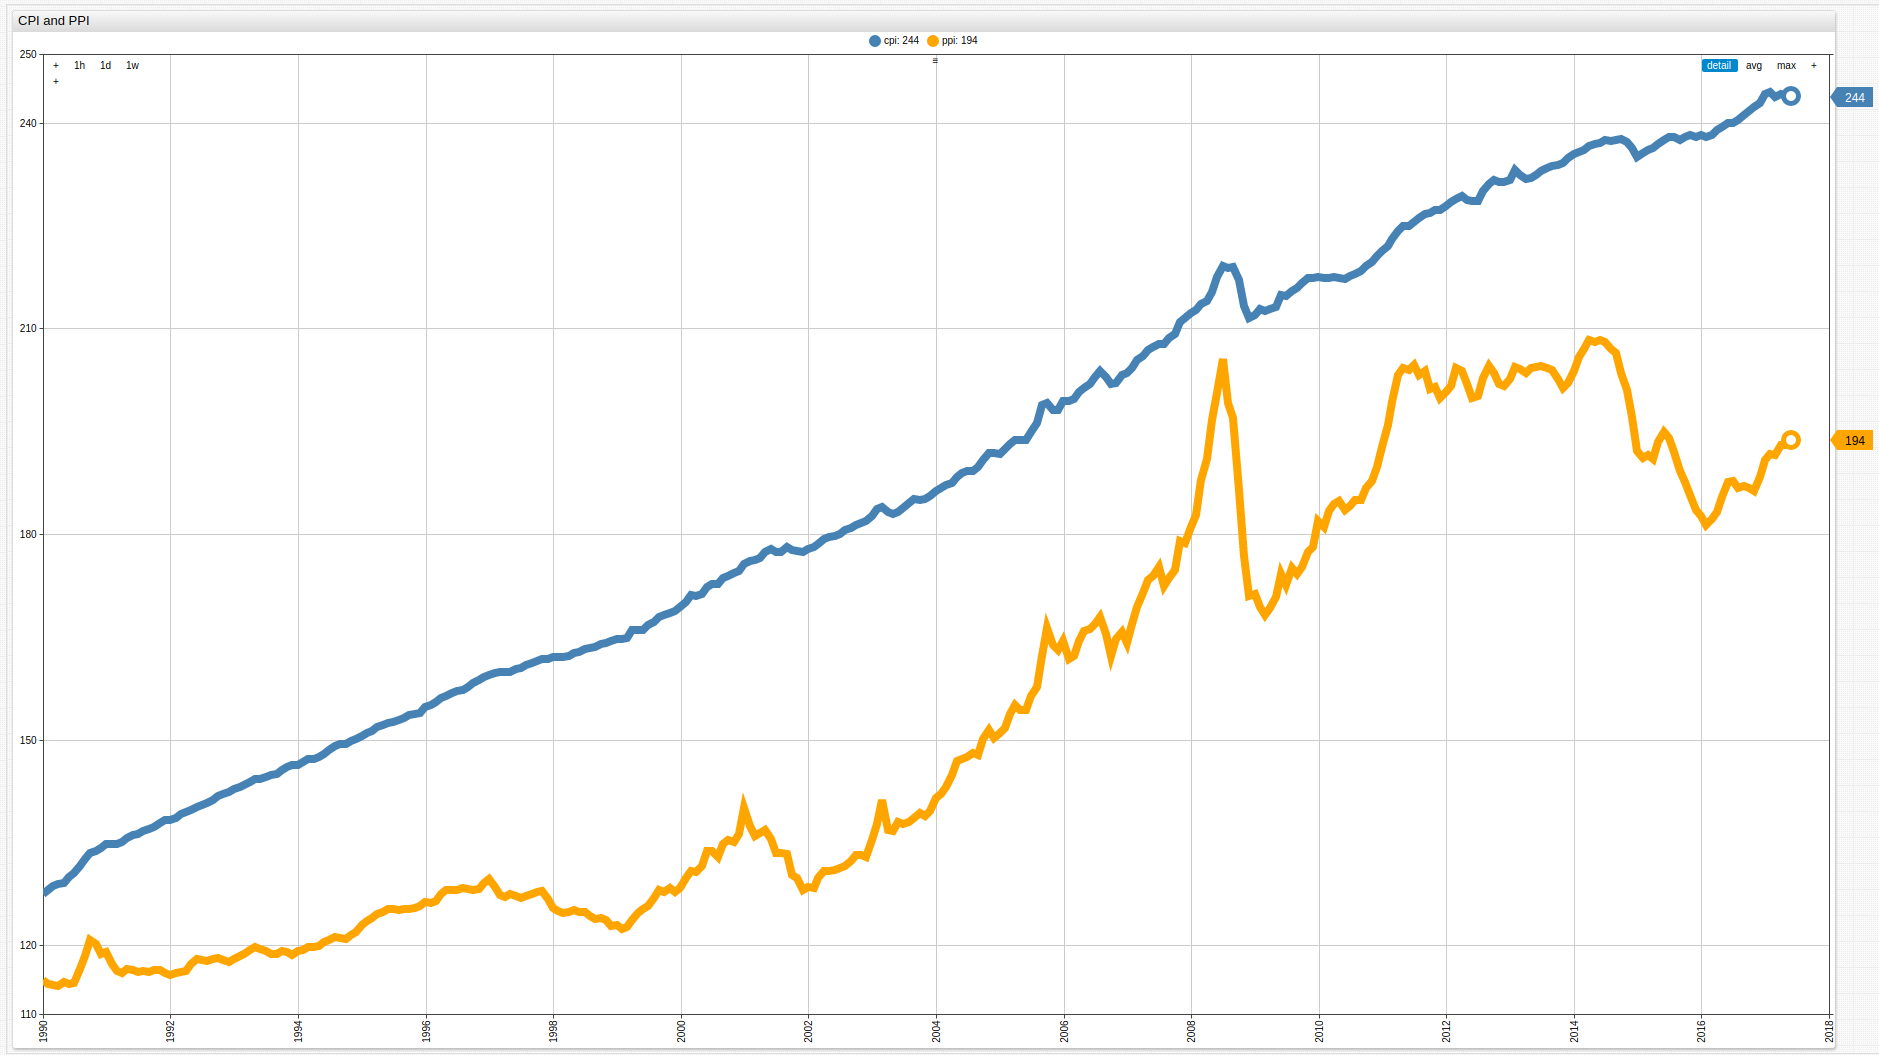 CPI and PPI
cpi: 244 ppi: 194
250
+ 1h 1d 1w
≡
detail avg max +
+
244
240
210
194
180
150
120
110
1990 1992 1994 1996 1998 2000 2002 2004 2006 2008 2010 2012 2014 2016 2018